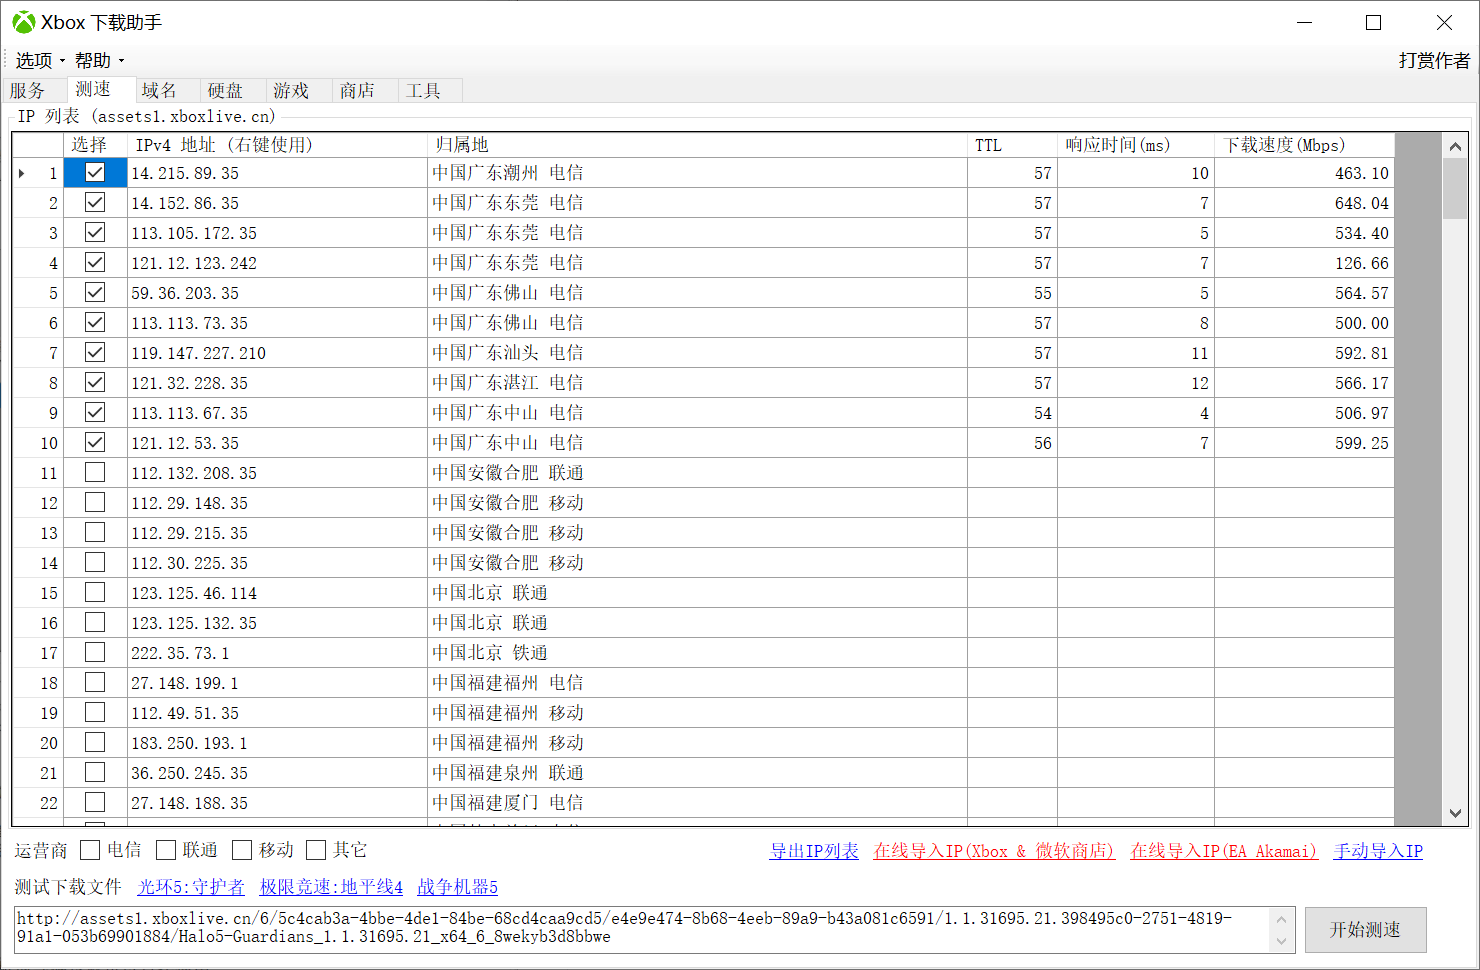 Xbox 下载助手
选项 帮助 打赏作者
服务 测速 域名 硬盘 游戏 商店 工具
IP 列表 (assets1.xboxlive.cn)
选择 IPv4 地址 (右键使用) 归属地 TTL 响应时间(ms) 下载速度(Mbps)
1 14.215.89.35 中国广东潮州 电信 57 10 463.10
2 14.152.86.35 中国广东东莞 电信 57 7 648.04
3 113.105.172.35 中国广东东莞 电信 57 5 534.40
4 121.12.123.242 中国广东东莞 电信 57 7 126.66
5 59.36.203.35 中国广东佛山 电信 55 5 564.57
6 113.113.73.35 中国广东佛山 电信 57 8 500.00
7 119.147.227.210 中国广东汕头 电信 57 11 592.81
8 121.32.228.35 中国广东湛江 电信 57 12 566.17
9 113.113.67.35 中国广东中山 电信 54 4 506.97
10 121.12.53.35 中国广东中山 电信 56 7 599.25
11 112.132.208.35 中国安徽合肥 联通
12 112.29.148.35 中国安徽合肥 移动
13 112.29.215.35 中国安徽合肥 移动
14 112.30.225.35 中国安徽合肥 移动
15 123.125.46.114 中国北京 联通
16 123.125.132.35 中国北京 联通
17 222.35.73.1 中国北京 铁通
18 27.148.199.1 中国福建福州 电信
19 112.49.51.35 中国福建福州 移动
20 183.250.193.1 中国福建福州 移动
21 36.250.245.35 中国福建泉州 联通
22 27.148.188.35 中国福建厦门 电信
运营商 电信 联通 移动 其它 导出IP列表 在线导入IP(Xbox & 微软商店) 在线导入IP(EA Akamai) 手动导入IP
测试下载文件 光环5:守护者 极限竞速:地平线4 战争机器5
http://assets1.xboxlive.cn/6/5c4cab3a-4bbe-4de1-84be-68cd4caa9cd5/e4e9e474-8b68-4eeb-89a9-b43a081c6591/1.1.31695.21.398495c0-2751-4819-
91a1-053b69901884/Halo5-Guardians_1.1.31695.21_x64_6_8wekyb3d8bbwe
开始测速